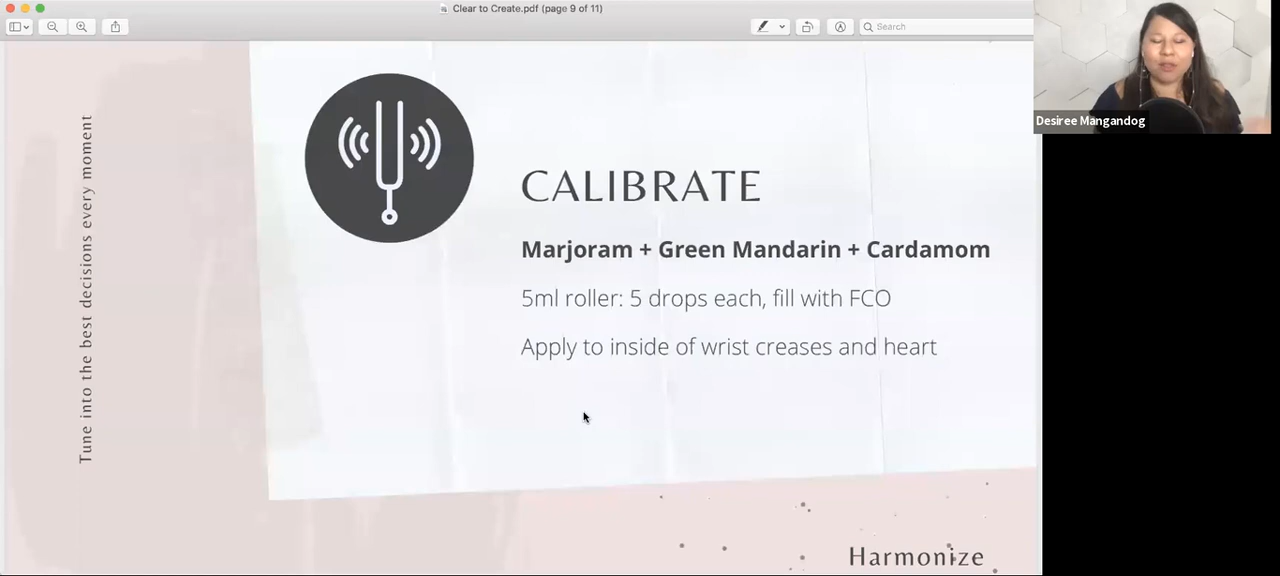 Clear to Create.pdf (page 9 of 11)
Search
Desiree Mangandog
Tune into the best decisions every moment
CALIBRATE
Marjoram + Green Mandarin + Cardamom
5ml roller: 5 drops each, fill with FCO
Apply to inside of wrist creases and heart
Harmonize